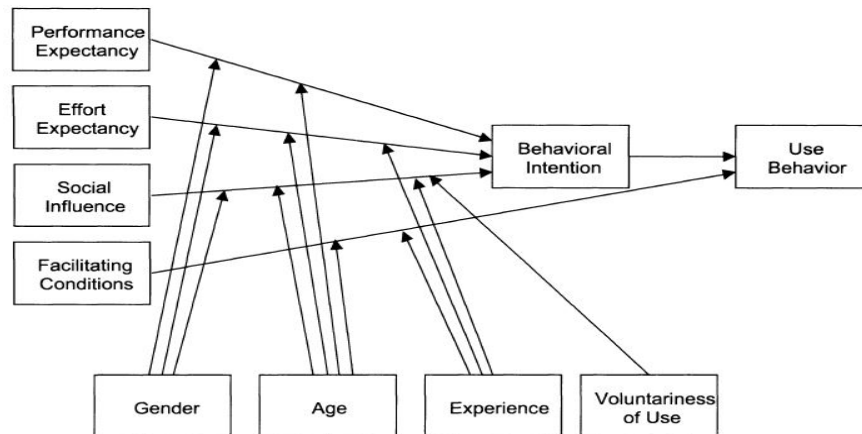 Performance
Expectancy
Effort
Expectancy
Social
Influence
Facilitating
Conditions
Behavioral
Intention
Use
Behavior
Gender
Age
Experience
Voluntariness
of Use